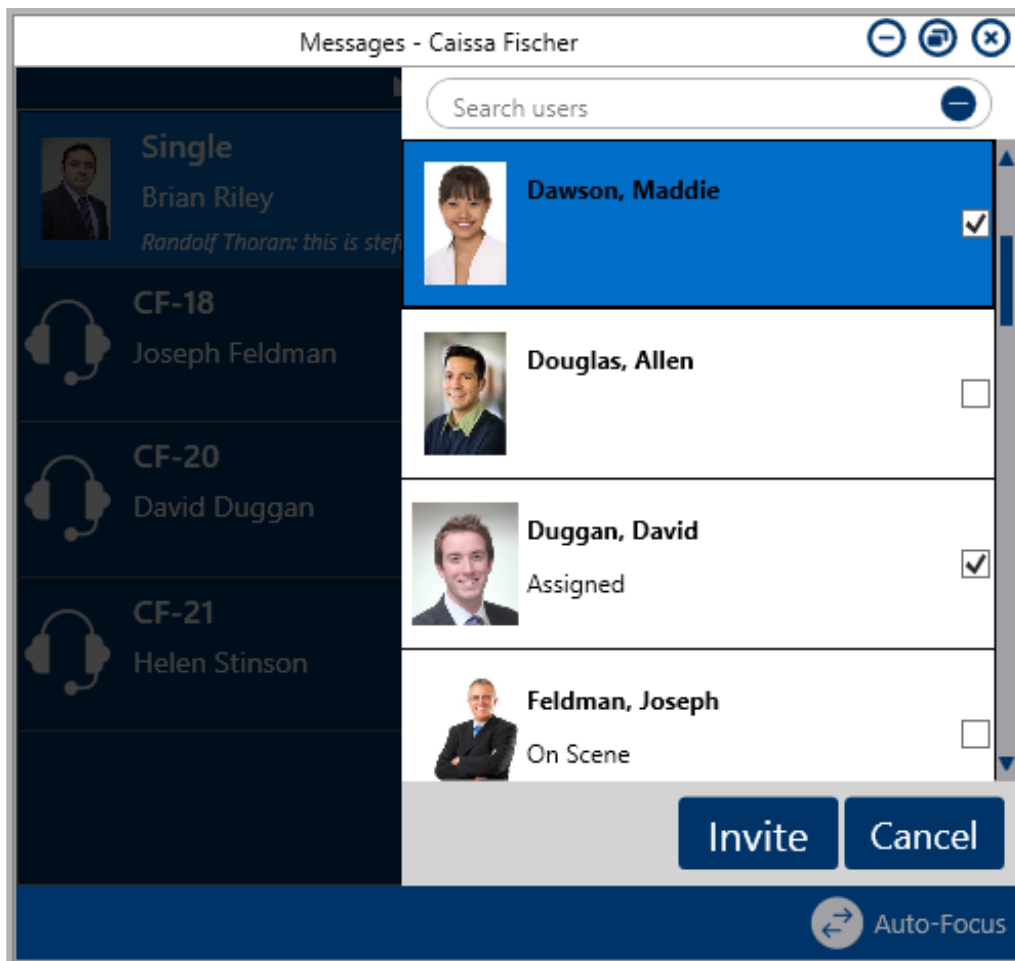 Messages - Caissa Fischer
Search users
Single
Brian Riley
Randolf Thoran: this is stef
CF-18
Joseph Feldman
CF-20
David Duggan
CF-21
Helen Stinson
Dawson, Maddie
Douglas, Allen
Duggan, David
Assigned
Feldman, Joseph
On Scene
Invite
Cancel
Auto-Focus